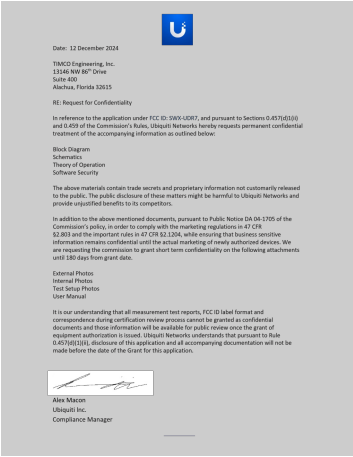 Date: 12 December 2024
TIMCO Engineering, Inc.
13146 NW 86th Drive
Suite 400
Alachua, Florida 32615
RE: Request for Confidentiality
In reference to the application under FCC ID: SWX-UDR7, and pursuant to Sections 0.457(d)(1)(ii)
and 0.459 of the Commission's Rules, Ubiquiti Networks hereby requests permanent confidential
treatment of the accompanying information as outlined below:
Block Diagram
Schematics
Theory of Operation
Software Security
The above materials contain trade secrets and proprietary information not customarily released
to the public. The public disclosure of these matters might be harmful to Ubiquiti Networks and
provide unjustified benefits to its competitors.
In addition to the above mentioned documents, pursuant to Public Notice DA 04-1705 of the
Commission's policy, in order to comply with the marketing regulations in 47 CFR
§2.803 and the important rules in 47 CFR §2.1204, while ensuring that business sensitive
information remains confidential until the actual marketing of newly authorized devices. We
are requesting the commission to grant short term confidentiality on the following attachments
until 180 days from grant date.
External Photos
Internal Photos
Test Setup Photos
User Manual
It is our understanding that all measurement test reports, FCC ID label format and
correspondence during certification review process cannot be granted as confidential
documents and those information will be available for public review once the grant of
equipment authorization is issued. Ubiquiti Networks understands that pursuant to Rule
0.457(d)(1)(ii), disclosure of this application and all accompanying documentation will not be
made before the date of the Grant for this application.
Alex Macon
Ubiquiti Inc.
Compliance Manager